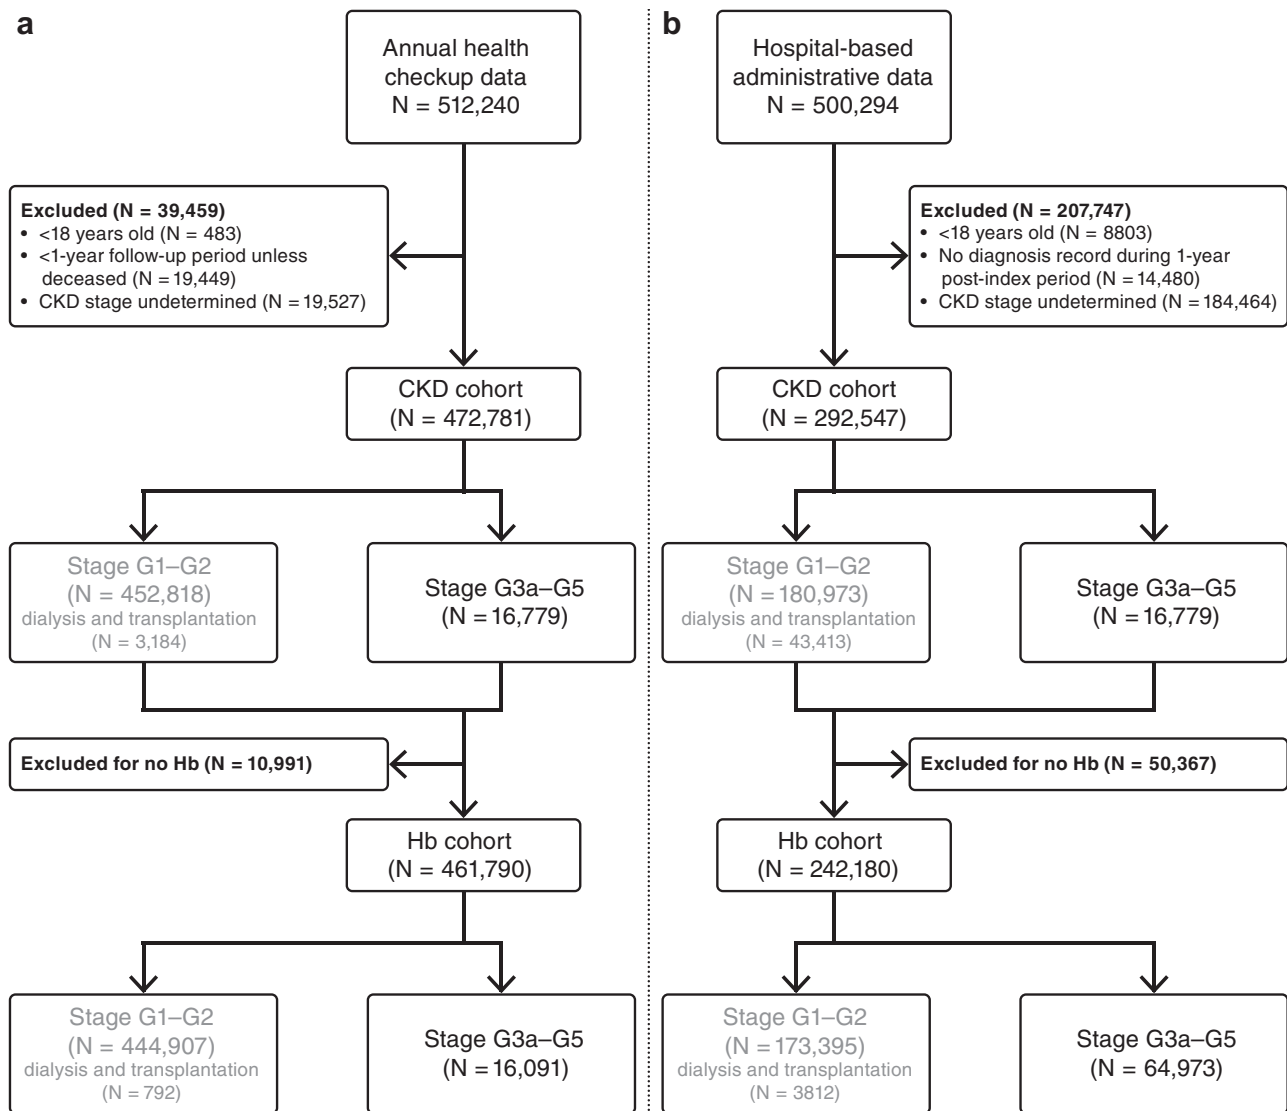 a
Annual health
checkup data
N = 512,240
Excluded (N = 39,459)
• <18 years old (N = 483)
• <1-year follow-up period unless
deceased (N = 19,449)
• CKD stage undetermined (N = 19,527)
CKD cohort
(N = 472,781)
Stage G1–G2
(N = 452,818)
dialysis and transplantation
(N = 3,184)
Stage G3a–G5
(N = 16,779)
Excluded for no Hb (N = 10,991)
Hb cohort
(N = 461,790)
Stage G1–G2
(N = 444,907)
dialysis and transplantation
(N = 792)
Stage G3a–G5
(N = 16,091)
b
Hospital-based
administrative data
N = 500,294
Excluded (N = 207,747)
• <18 years old (N = 8803)
• No diagnosis record during 1-year
post-index period (N = 14,480)
• CKD stage undetermined (N = 184,464)
CKD cohort
(N = 292,547)
Stage G1–G2
(N = 180,973)
dialysis and transplantation
(N = 43,413)
Stage G3a–G5
(N = 16,779)
Excluded for no Hb (N = 50,367)
Hb cohort
(N = 242,180)
Stage G1–G2
(N = 173,395)
dialysis and transplantation
(N = 3812)
Stage G3a–G5
(N = 64,973)